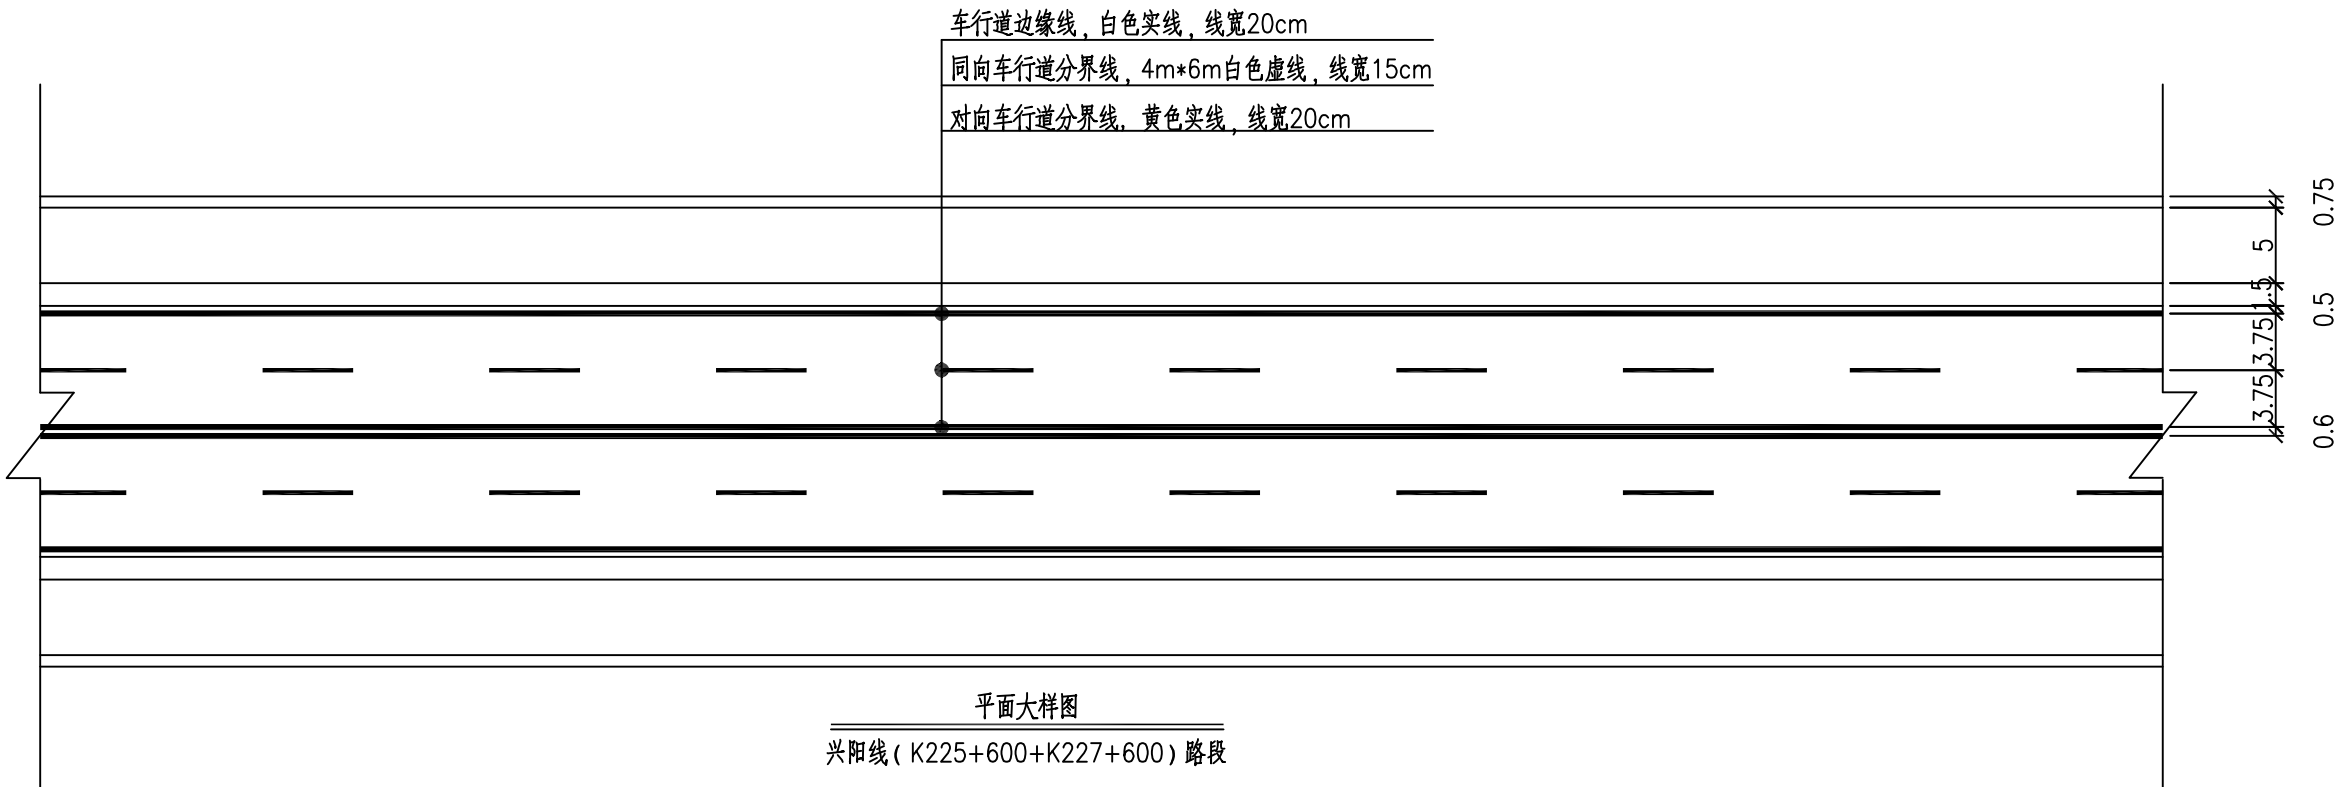 车行道边缘线，白色实线，线宽20cm
同向车行道分界线，4m*6m白色虚线，线宽15cm
对向车行道分界线，黄色实线，线宽20cm
0.75
5
1.5
0.5
3.75
3.75
0.6
平面大样图
兴阳线(K225+600+K227+600)路段